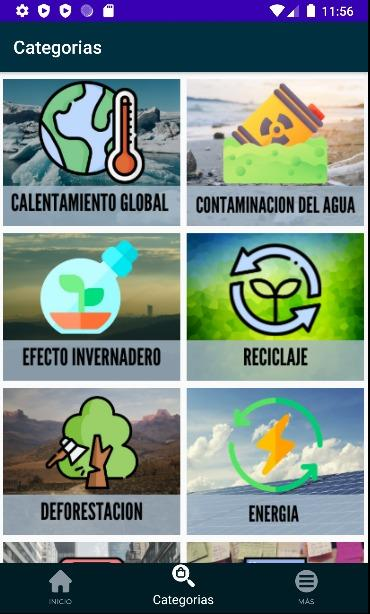 11:56
Categorias
CALENTAMIENTO GLOBAL
CONTAMINACION DEL AGUA
EFECTO INVERNADERO
RECICLAJE
DEFORESTACION
ENERGIA
INICIO
Categorias
MÁS